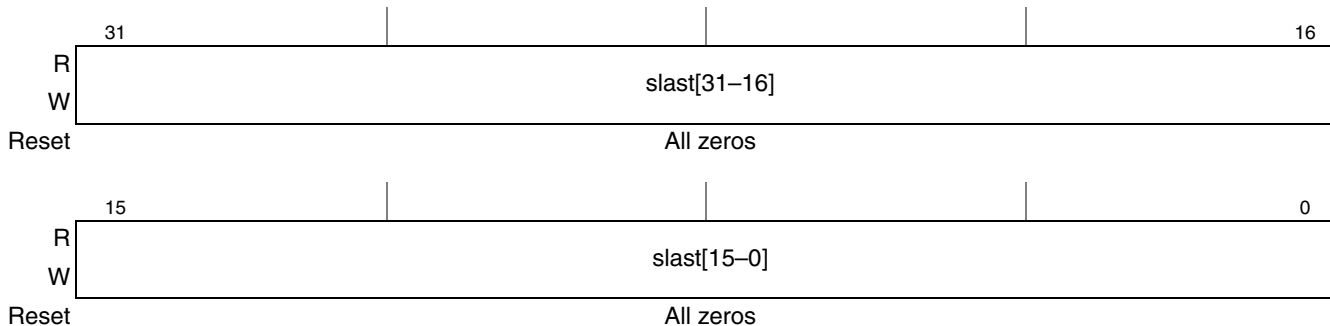 31 16
R
slast[31–16]
W
Reset All zeros
15 0
R
slast[15–0]
W
Reset All zeros